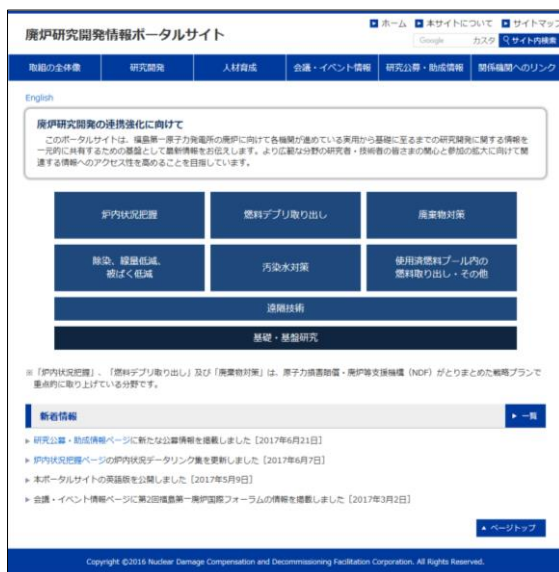 廃炉研究開発情報ポータルサイト
ホーム 本サイトについて サイトマップ
Google カスタ サイト内検索
取組の全体像 研究開発 人材育成 会議・イベント情報 研究公募・助成情報 関係機関へのリンク
English
廃炉研究開発の連携強化に向けて
このポータルサイトは、福島第一原子力発電所の廃炉に向けて各機関が進めている実用から基礎に至るまでの研究開発に関する情報を
一元的に共有するための基盤として最新情報をお伝えします。より広範な分野の研究者・技術者の皆さまの関心と参加の拡大に向けて関
連する情報へのアクセス性を高めることを目指しています。
炉内状況把握 燃料デブリ取り出し 廃棄物対策
除染、線量低減、
被ばく低減
汚染水対策
使用済燃料プール内の
燃料取り出し・その他
遠隔技術
基礎・基盤研究
※「炉内状況把握」、「燃料デブリ取り出し」及び「廃棄物対策」は、原子力損害賠償・廃炉等支援機構（NDF）がとりまとめた戦略プランで
重点的に取り上げている分野です。
新着情報 一覧
研究公募・助成情報ページに新たな公募情報を掲載しました［2017年6月21日］
炉内状況把握ページの炉内状況データリンク集を更新しました［2017年6月7日］
本ポータルサイトの英語版を公開しました［2017年5月9日］
会議・イベント情報ページに第2回福島第一廃炉国際フォーラムの情報を掲載しました［2017年3月2日］
ページトップ
Copyright ©2016 Nuclear Damage Compensation and Decommissioning Facilitation Corporation. All Rights Reserved.